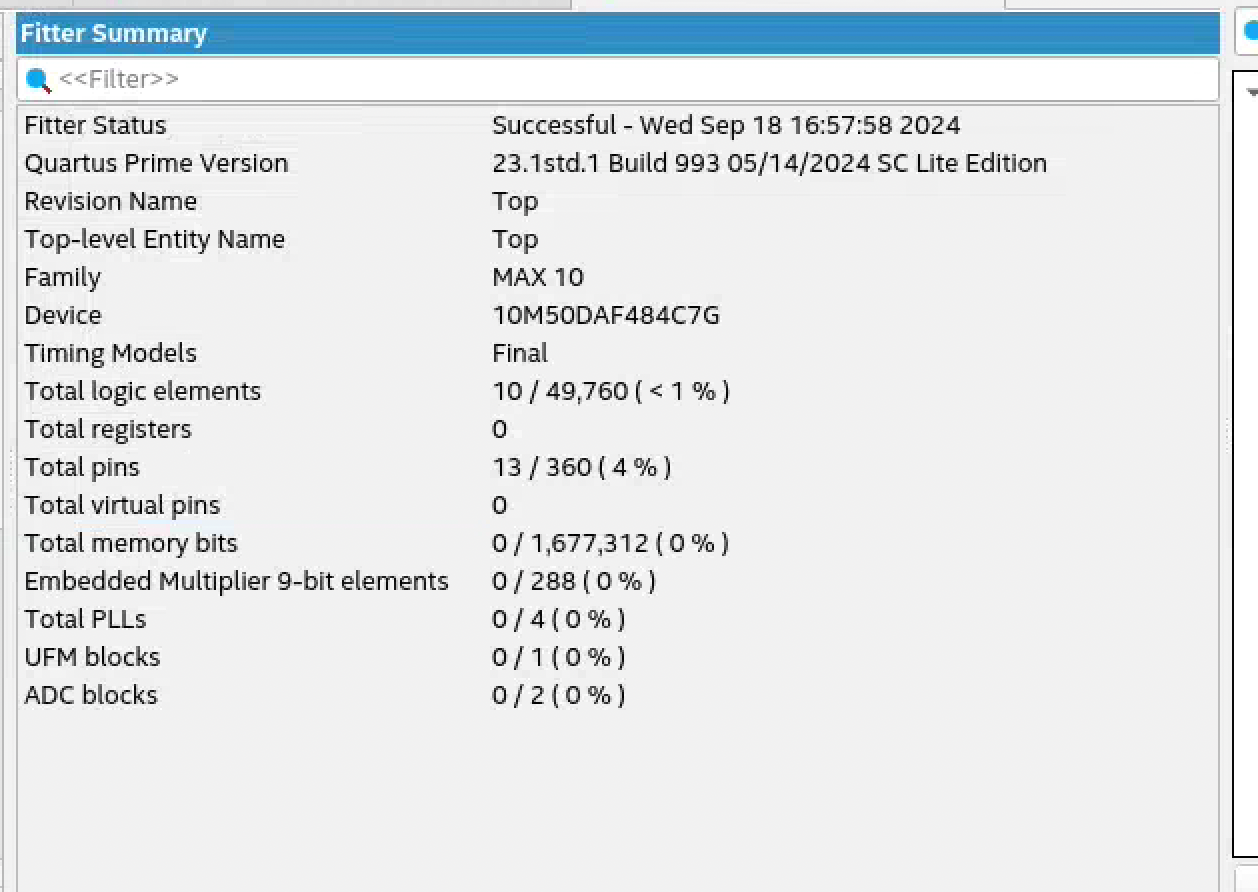 Fitter Summary
<<Filter>>
Fitter Status Successful - Wed Sep 18 16:57:58 2024
Quartus Prime Version 23.1std.1 Build 993 05/14/2024 SC Lite Edition
Revision Name Top
Top-level Entity Name Top
Family MAX 10
Device 10M50DAF484C7G
Timing Models Final
Total logic elements 10 / 49,760 ( < 1 % )
Total registers 0
Total pins 13 / 360 ( 4 % )
Total virtual pins 0
Total memory bits 0 / 1,677,312 ( 0 % )
Embedded Multiplier 9-bit elements 0 / 288 ( 0 % )
Total PLLs 0 / 4 ( 0 % )
UFM blocks 0 / 1 ( 0 % )
ADC blocks 0 / 2 ( 0 % )